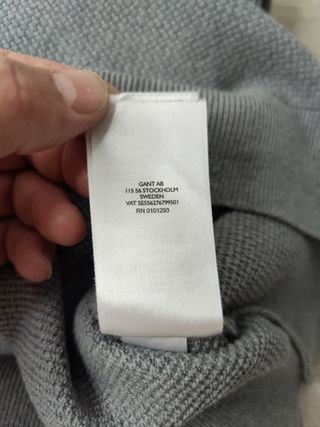 GANT AB
115 56 STOCKHOLM
SWEDEN
VAT SE556276799501
RN 0101293